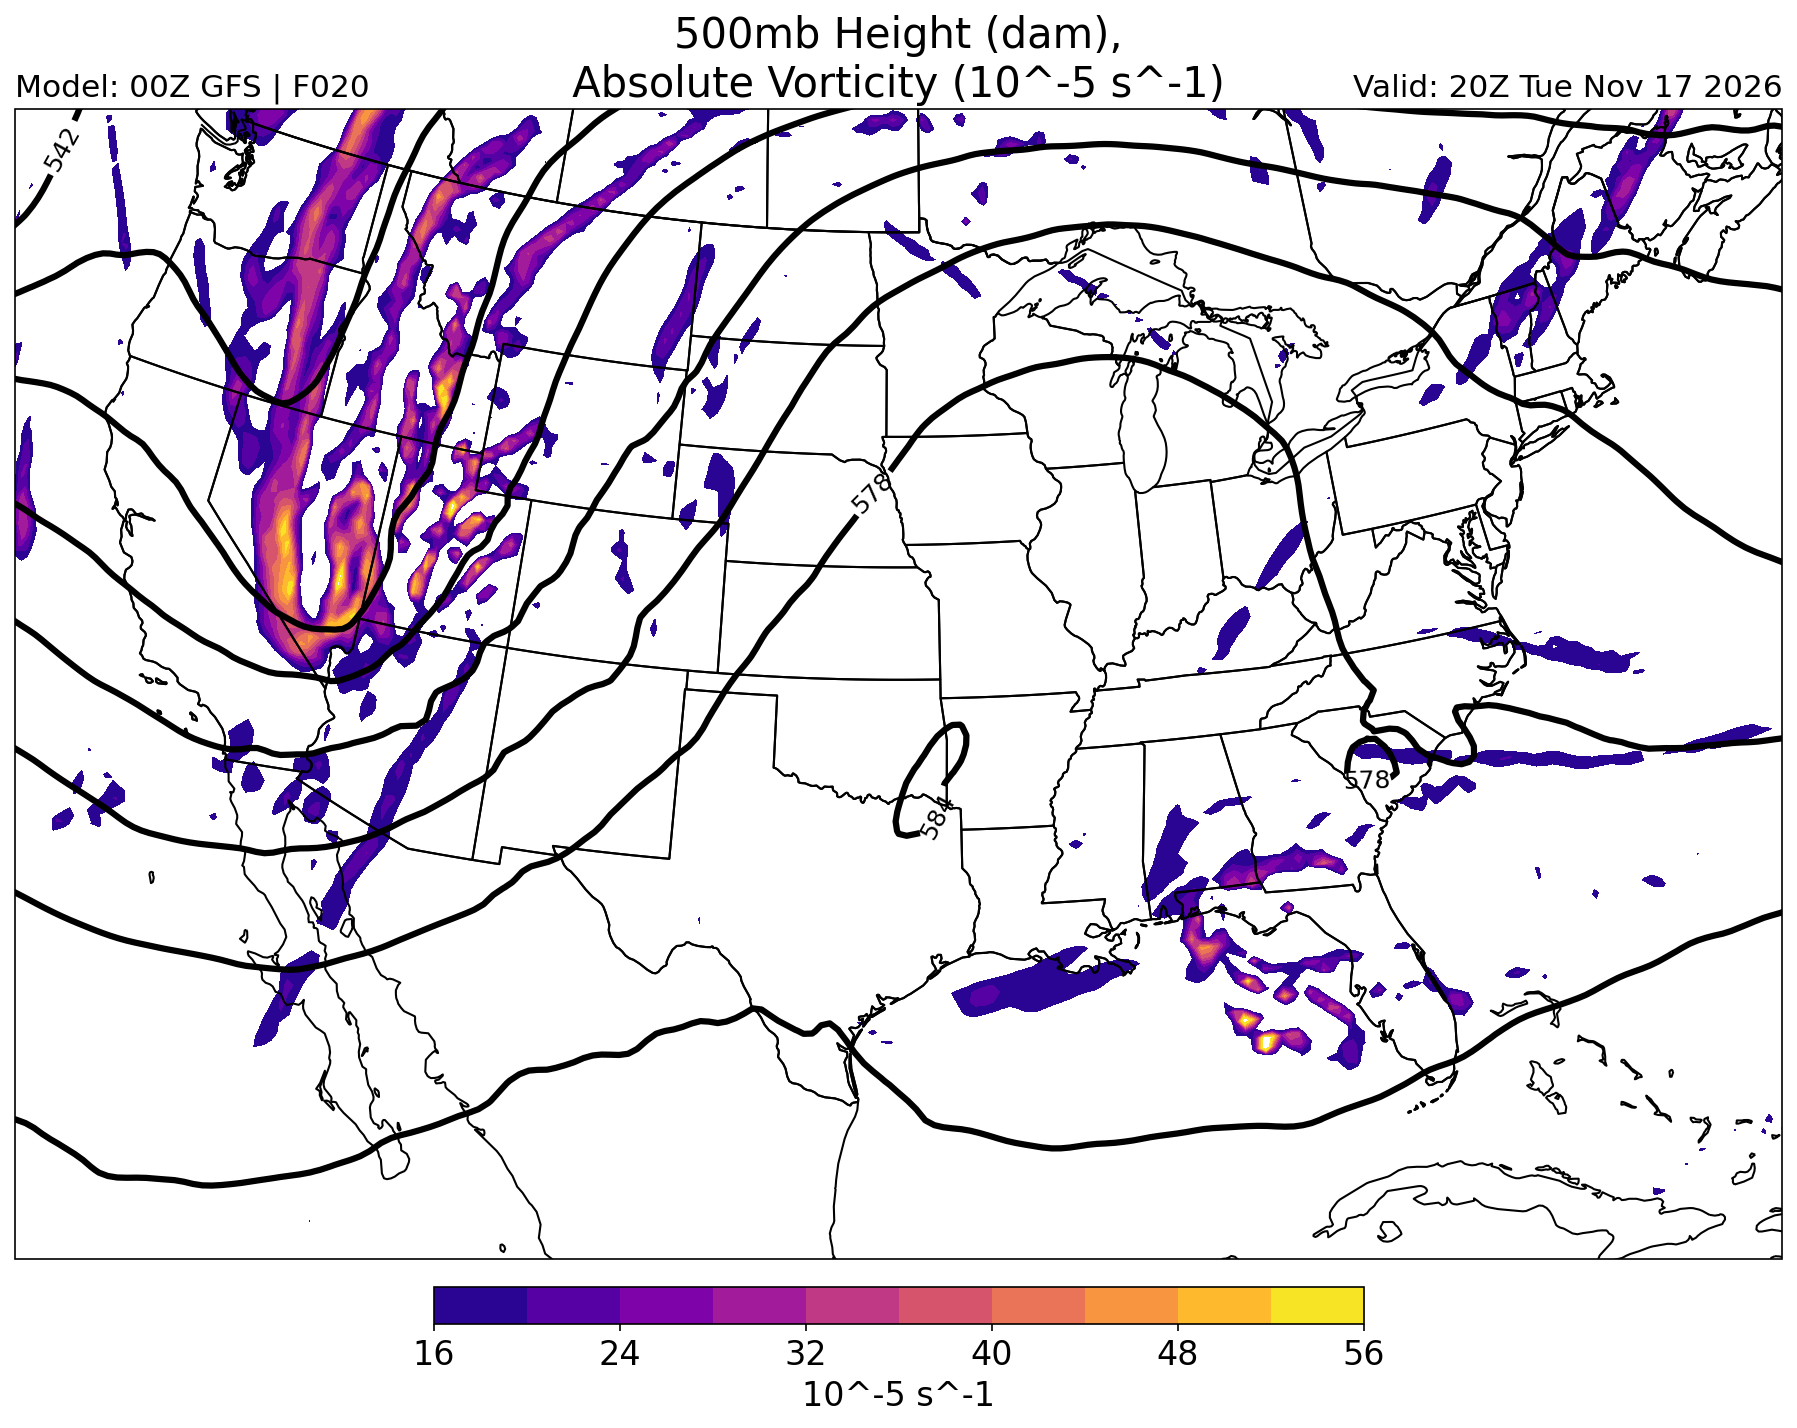 500mb Height (dam),
Model: 00Z GFS | F020
Absolute Vorticity (10^-5 s^-1)
Valid: 20Z Tue Nov 17 2026
542
578
584
578
16
24
32
40
48
56
10^-5 s^-1